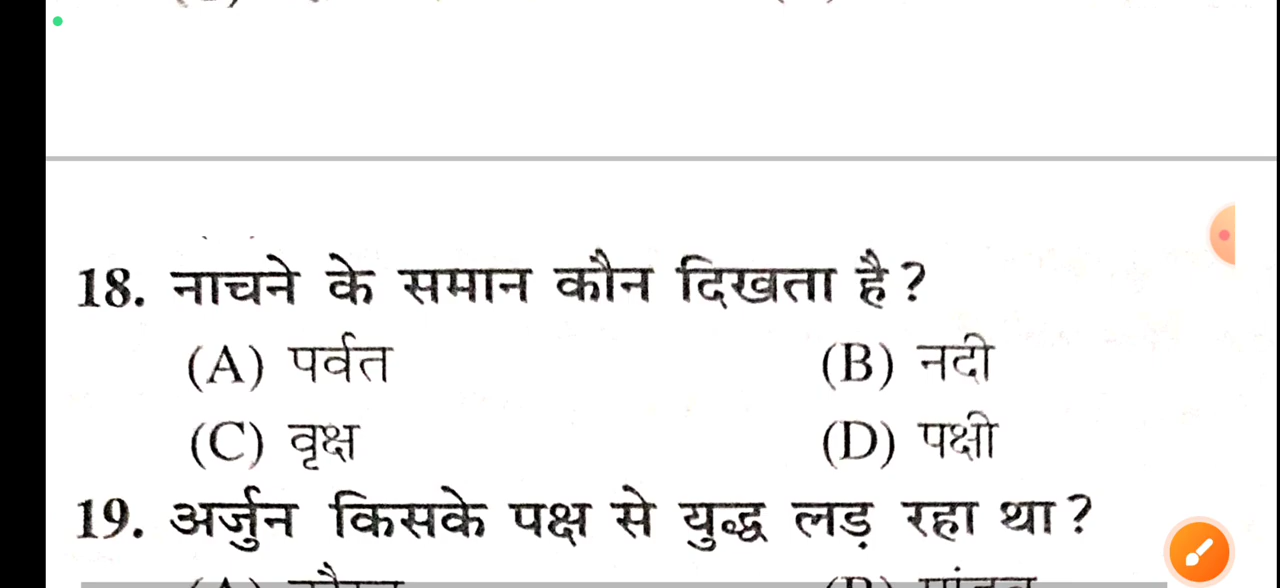 18. नाचने के समान कौन दिखता है?
(A) पर्वत (B) नदी
(C) वृक्ष (D) पक्षी
19. अर्जुन किसके पक्ष से युद्ध लड़ रहा था?